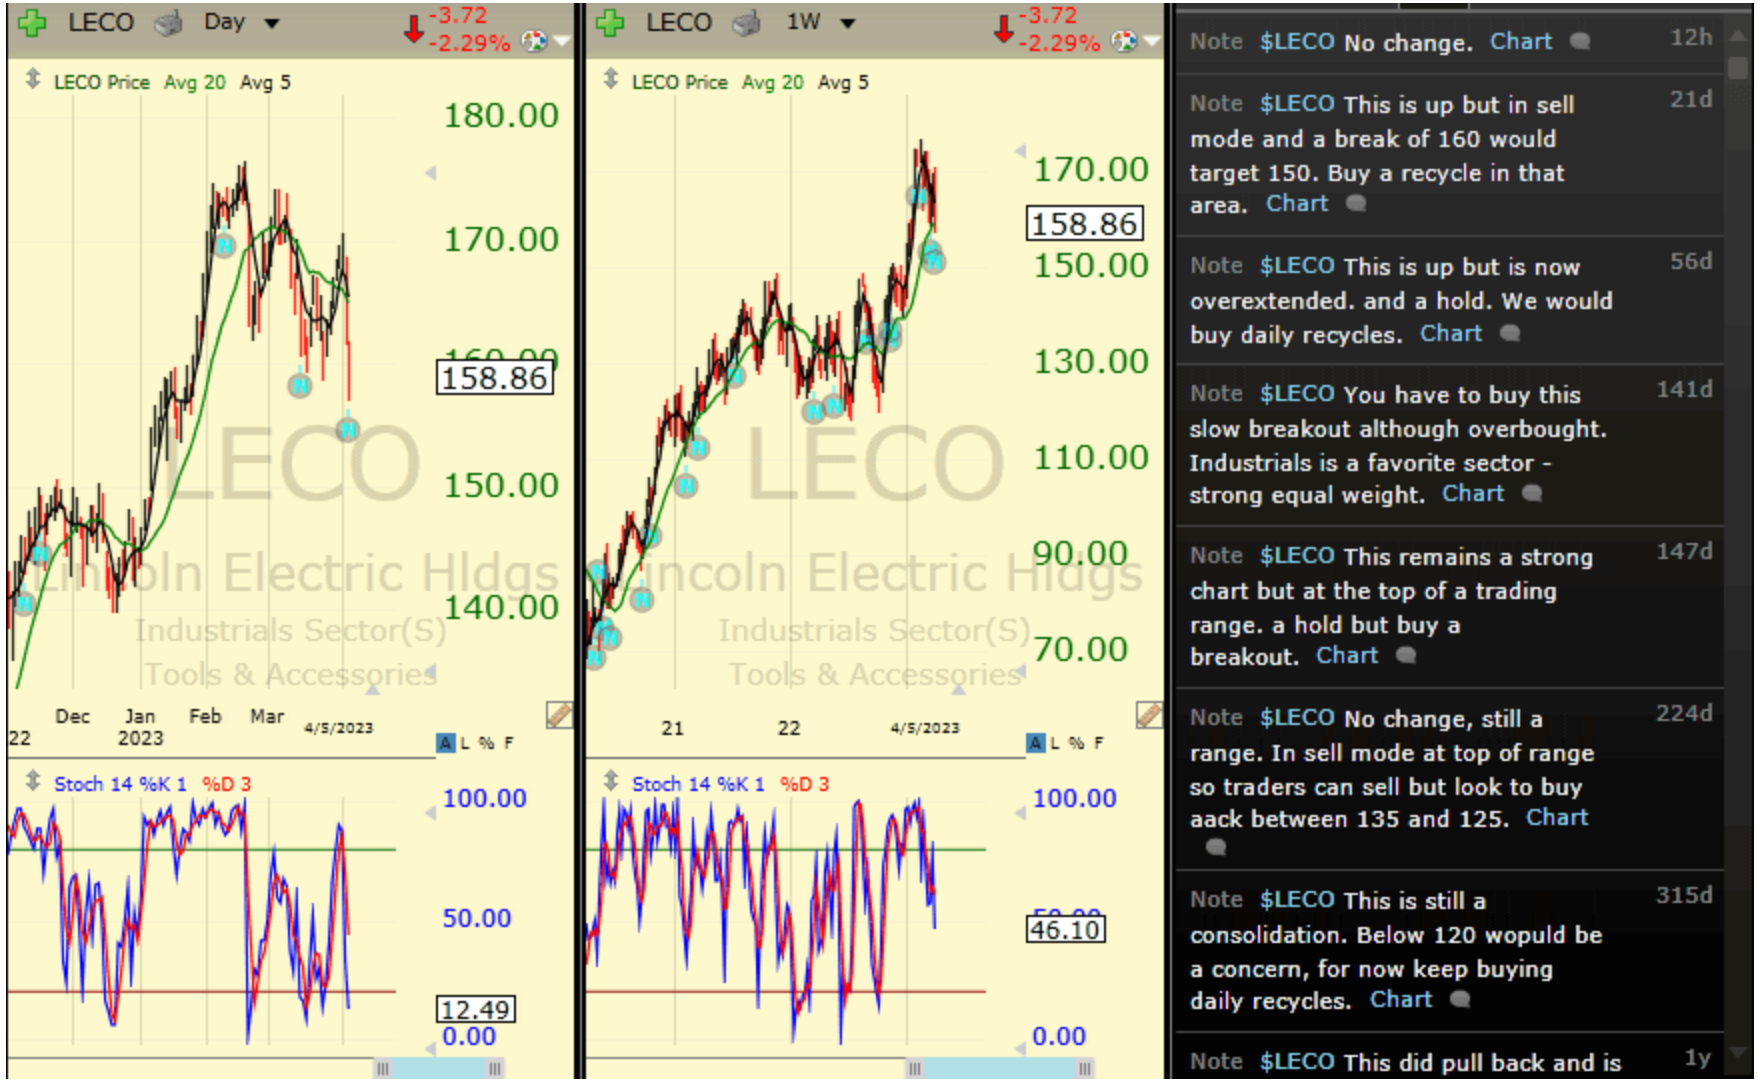 LECO Day -3.72
-2.29%
LECO Price Avg 20 Avg 5
180.00
170.00
160.00
158.86
150.00
140.00
LECO
Lincoln Electric Hldgs
Industrials Sector(S)
Tools & Accessories
Dec Jan Feb Mar 4/5/2023
22 2023
A L % F
Stoch 14 %K 1 %D 3
100.00
50.00
12.49
0.00
LECO 1W -3.72
-2.29%
LECO Price Avg 20 Avg 5
170.00
158.86
150.00
130.00
110.00
90.00
70.00
LECO
Lincoln Electric Hldgs
Industrials Sector(S)
Tools & Accessories
21 22 4/5/2023
A L % F
Stoch 14 %K 1 %D 3
100.00
50.00
46.10
0.00
Note $LECO No change. Chart 12h
Note $LECO This is up but in sell 21d
mode and a break of 160 would
target 150. Buy a recycle in that
area. Chart
Note $LECO This is up but is now 56d
overextended. and a hold. We would
buy daily recycles. Chart
Note $LECO You have to buy this 141d
slow breakout although overbought.
Industrials is a favorite sector -
strong equal weight. Chart
Note $LECO This remains a strong 147d
chart but at the top of a trading
range. a hold but buy a
breakout. Chart
Note $LECO No change, still a 224d
range. In sell mode at top of range
so traders can sell but look to buy
aack between 135 and 125. Chart
Note $LECO This is still a 315d
consolidation. Below 120 wopuld be
a concern, for now keep buying
daily recycles. Chart
Note $LECO This did pull back and is 1y